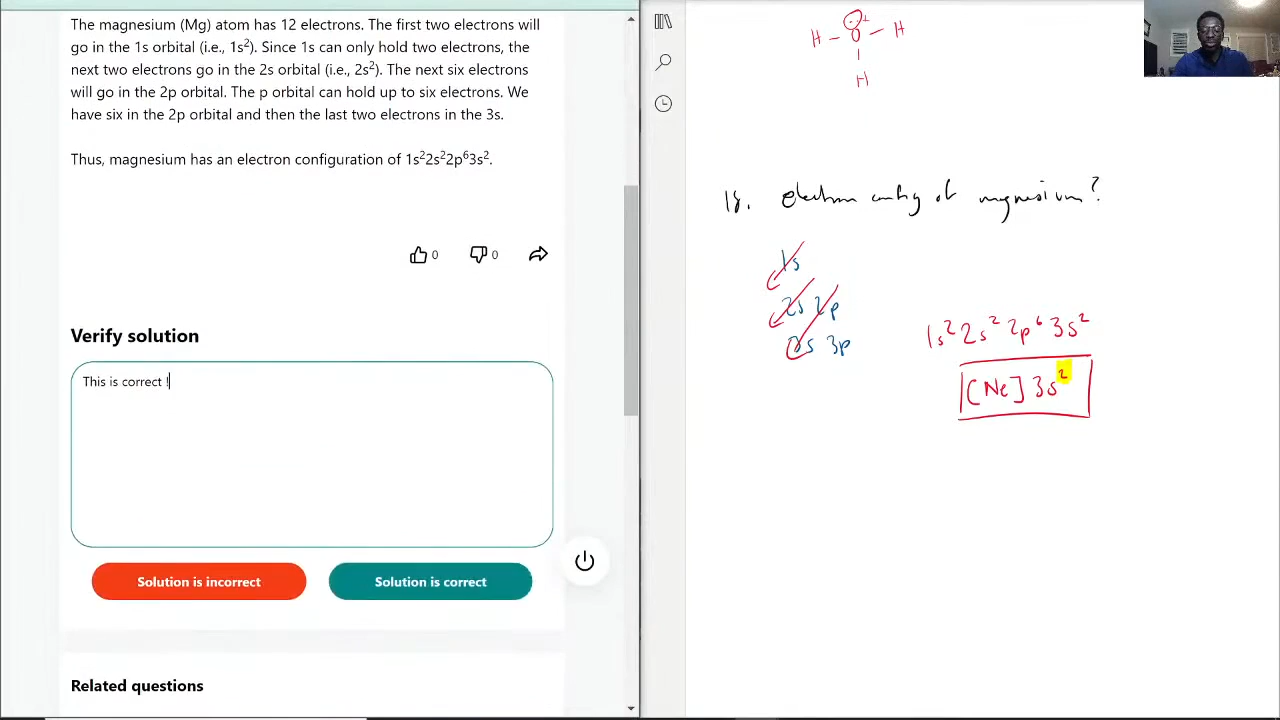 The magnesium (Mg) atom has 12 electrons. The first two electrons will
go in the 1s orbital (i.e., 1s²). Since 1s can only hold two electrons, the
next two electrons go in the 2s orbital (i.e., 2s²). The next six electrons
will go in the 2p orbital. The p orbital can hold up to six electrons. We
have six in the 2p orbital and then the last two electrons in the 3s.
Thus, magnesium has an electron configuration of 1s²2s²2p⁶3s².
0
0
Verify solution
This is correct !
Solution is incorrect
Solution is correct
Related questions
H – O – H
H
18. electron config of magnesium?
1s
2s 2p
3s 3p
1s² 2s² 2p⁶ 3s²
[Ne] 3s²